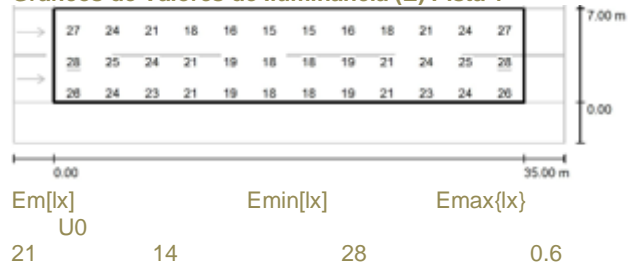 Gráficos de Valores de Iluminância (E) Pista 1
7.00 m
27 24 21 18 16 15 15 16 18 21 24 27
28 25 24 21 19 18 18 19 21 24 25 28
26 24 23 21 19 18 18 19 21 23 24 26
0.00
0.00 35.00 m
Em[lx] Emin[lx] Emax{lx}
U0
21 14 28 0.6